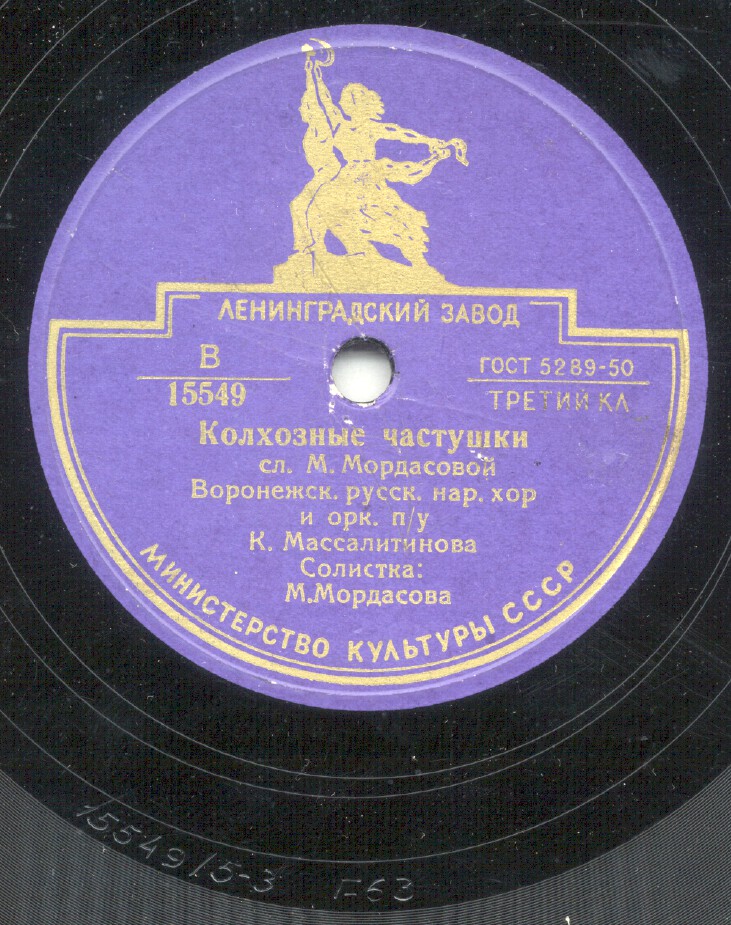 ЛЕНИНГРАДСКИЙ ЗАВОД
В
15549
ГОСТ 5289-50
ТРЕТИЙ КЛ
Колхозные частушки
сл. М. Мордасовой
Воронежск. русск. нар. хор
и орк. п/у
К. Массалитинова
Солистка:
М.Мордасова
МИНИСТЕРСТВО КУЛЬТУРЫ СССР
15549/5-3 Г63